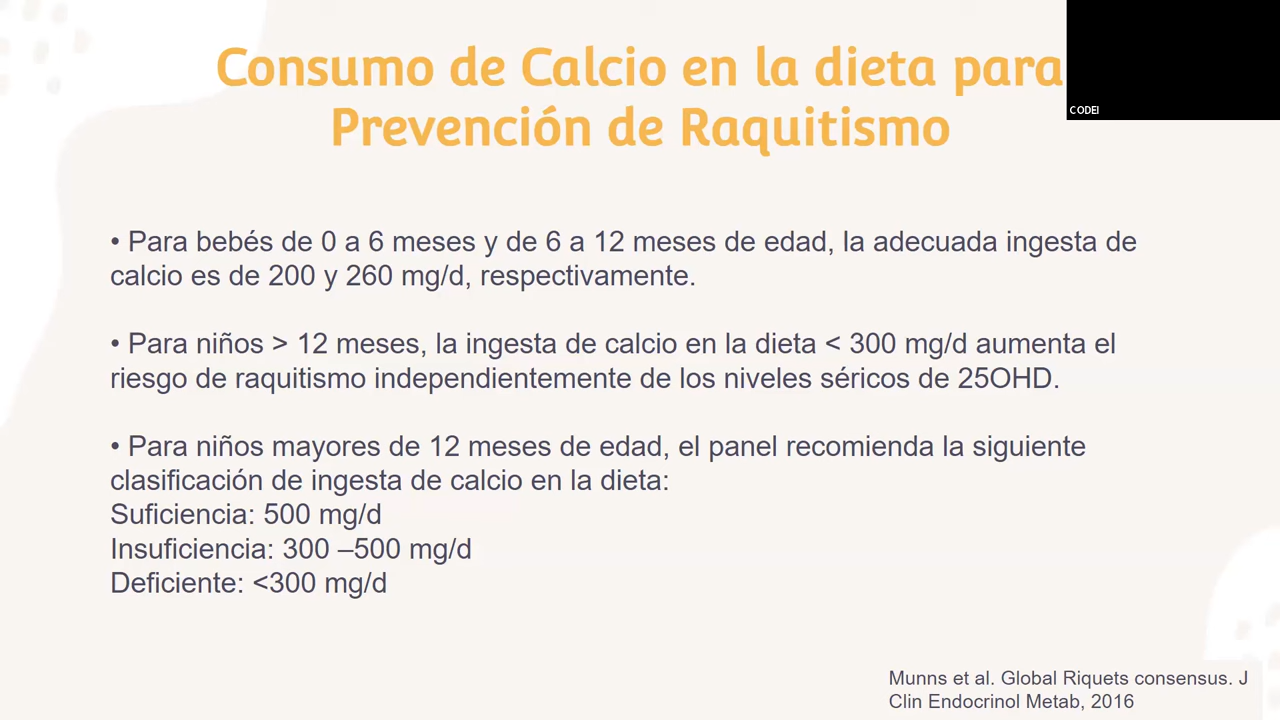 Consumo de Calcio en la dieta para
Prevención de Raquitismo
CODEI
• Para bebés de 0 a 6 meses y de 6 a 12 meses de edad, la adecuada ingesta de
calcio es de 200 y 260 mg/d, respectivamente.
• Para niños > 12 meses, la ingesta de calcio en la dieta < 300 mg/d aumenta el
riesgo de raquitismo independientemente de los niveles séricos de 25OHD.
• Para niños mayores de 12 meses de edad, el panel recomienda la siguiente
clasificación de ingesta de calcio en la dieta:
Suficiencia: 500 mg/d
Insuficiencia: 300 –500 mg/d
Deficiente: <300 mg/d
Munns et al. Global Riquets consensus. J
Clin Endocrinol Metab, 2016